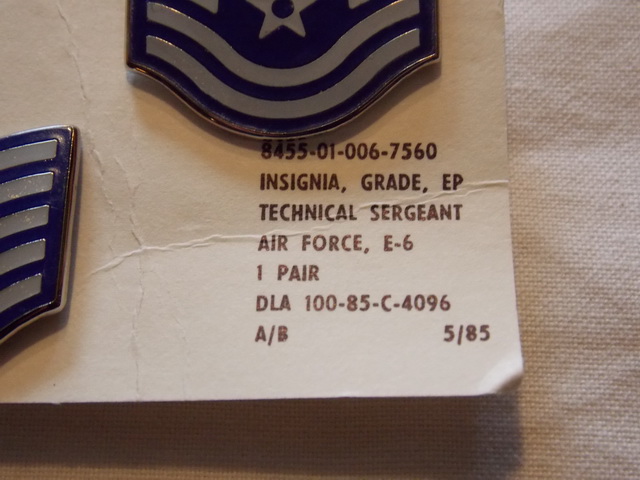 8455-01-006-7560
INSIGNIA, GRADE, EP
TECHNICAL SERGEANT
AIR FORCE, E-6
1 PAIR
DLA 100-85-C-4096
A/B 5/85